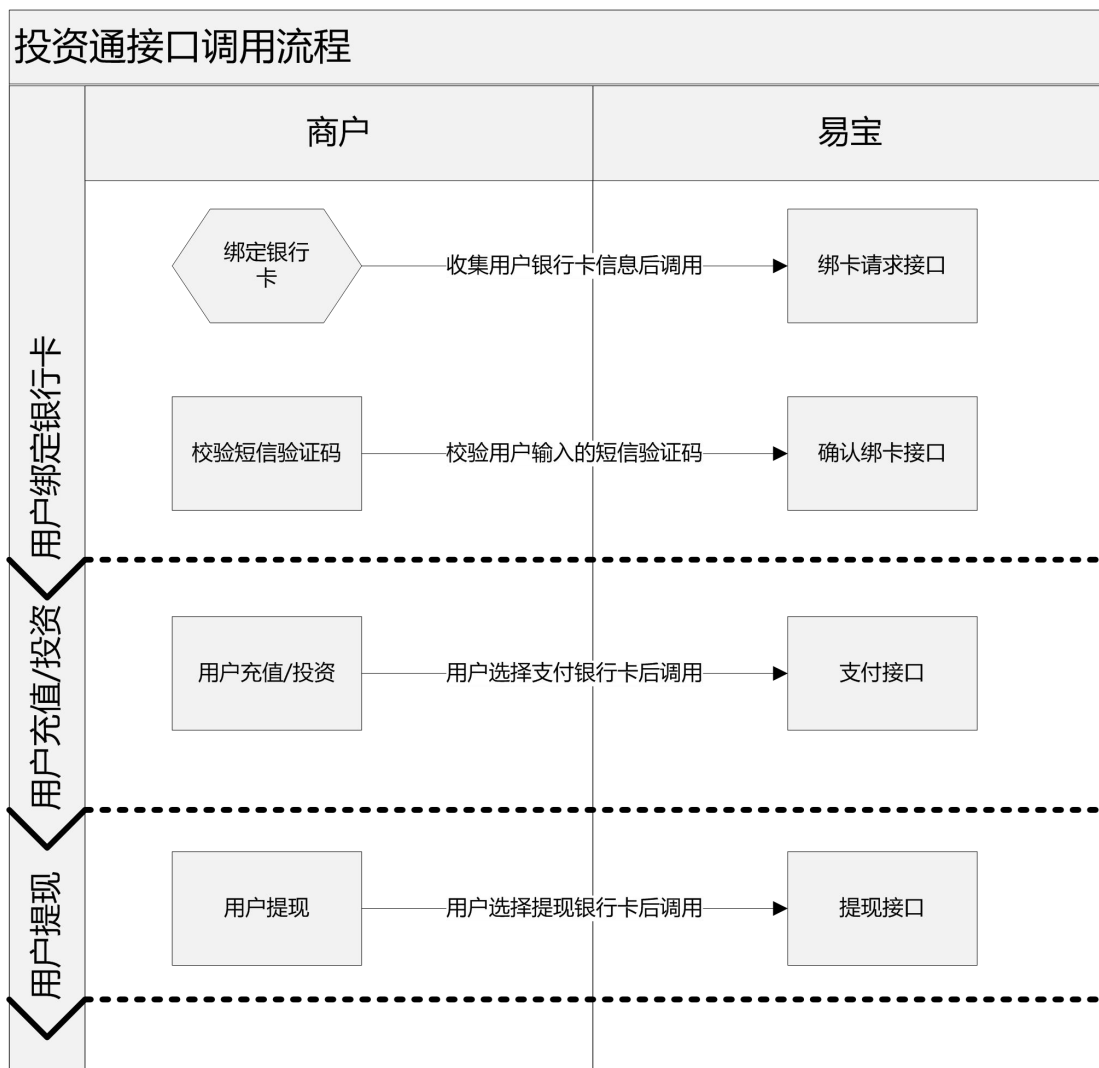 投资通接口调用流程
商户
易宝
用户绑定银行卡
绑定银行
卡
收集用户银行卡信息后调用
绑卡请求接口
校验短信验证码
校验用户输入的短信验证码
确认绑卡接口
用户充值/投资
用户充值/投资
用户选择支付银行卡后调用
支付接口
用户提现
用户提现
用户选择提现银行卡后调用
提现接口